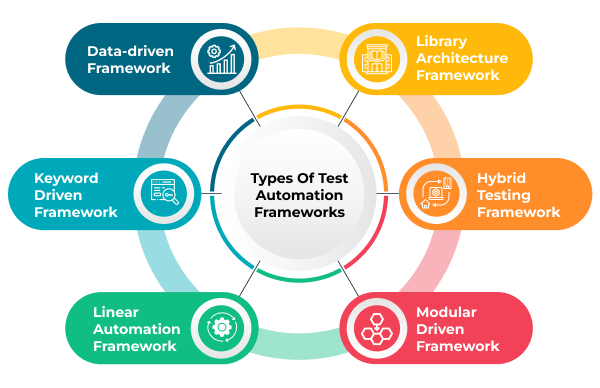 Data-driven
Framework
Library
Architecture
Framework
Keyword
Driven
Framework
Types Of Test
Automation
Frameworks
Hybrid
Testing
Framework
Linear
Automation
Framework
Modular
Driven
Framework